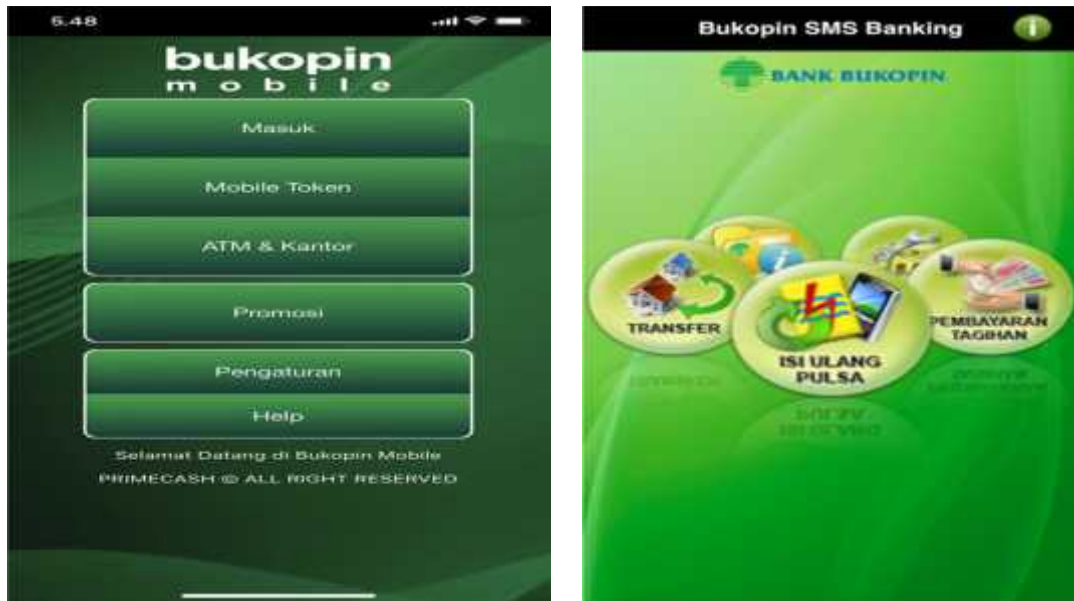 5.48
bukopin
mobile
Masuk
Mobile Token
ATM & Kantor
Promosi
Pengaturan
Help
Selamat Datang di Bukopin Mobile
PRIMECASH © ALL RIGHT RESERVED
Bukopin SMS Banking
i
BANK BUKOPIN
TRANSFER
ISI ULANG
PULSA
PEMBAYARAN
TAGIHAN